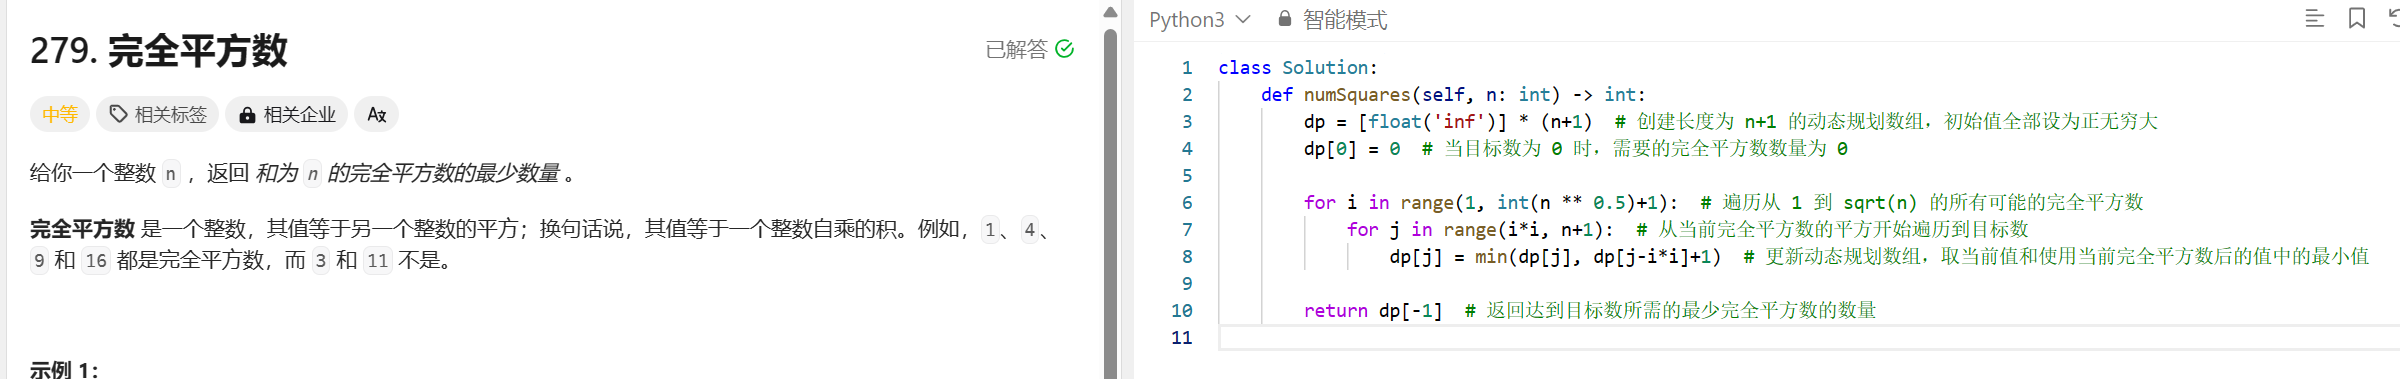 279. 完全平方数
已解答
中等 相关标签 相关企业
给你一个整数 n ，返回 和为 n 的完全平方数的最少数量 。
完全平方数 是一个整数，其值等于另一个整数的平方；换句话说，其值等于一个整数自乘的积。例如，1、4、
9 和 16 都是完全平方数，而 3 和 11 不是。
示例 1：
Python3 智能模式
1 class Solution:
2     def numSquares(self, n: int) -> int:
3         dp = [float('inf')] * (n+1)  # 创建长度为 n+1 的动态规划数组，初始值全部设为正无穷大
4         dp[0] = 0  # 当目标数为 0 时，需要的完全平方数数量为 0
5
6         for i in range(1, int(n ** 0.5)+1):  # 遍历从 1 到 sqrt(n) 的所有可能的完全平方数
7             for j in range(i*i, n+1):  # 从当前完全平方数的平方开始遍历到目标数
8                 dp[j] = min(dp[j], dp[j-i*i]+1)  # 更新动态规划数组，取当前值和使用当前完全平方数后的值中的最小值
9
10         return dp[-1]  # 返回达到目标数所需的最少完全平方数的数量
11